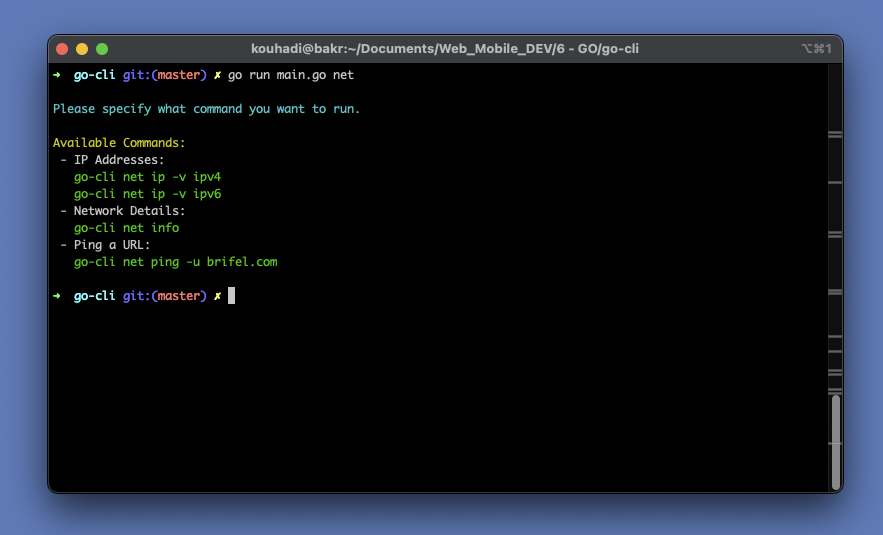 kouhadi@bakr:~/Documents/Web_Mobile_DEV/6 - GO/go-cli ⌥⌘1
➜ go-cli git:(master) ✗ go run main.go net
Please specify what command you want to run.
Available Commands:
- IP Addresses:
go-cli net ip -v ipv4
go-cli net ip -v ipv6
- Network Details:
go-cli net info
- Ping a URL:
go-cli net ping -u brifel.com
➜ go-cli git:(master) ✗